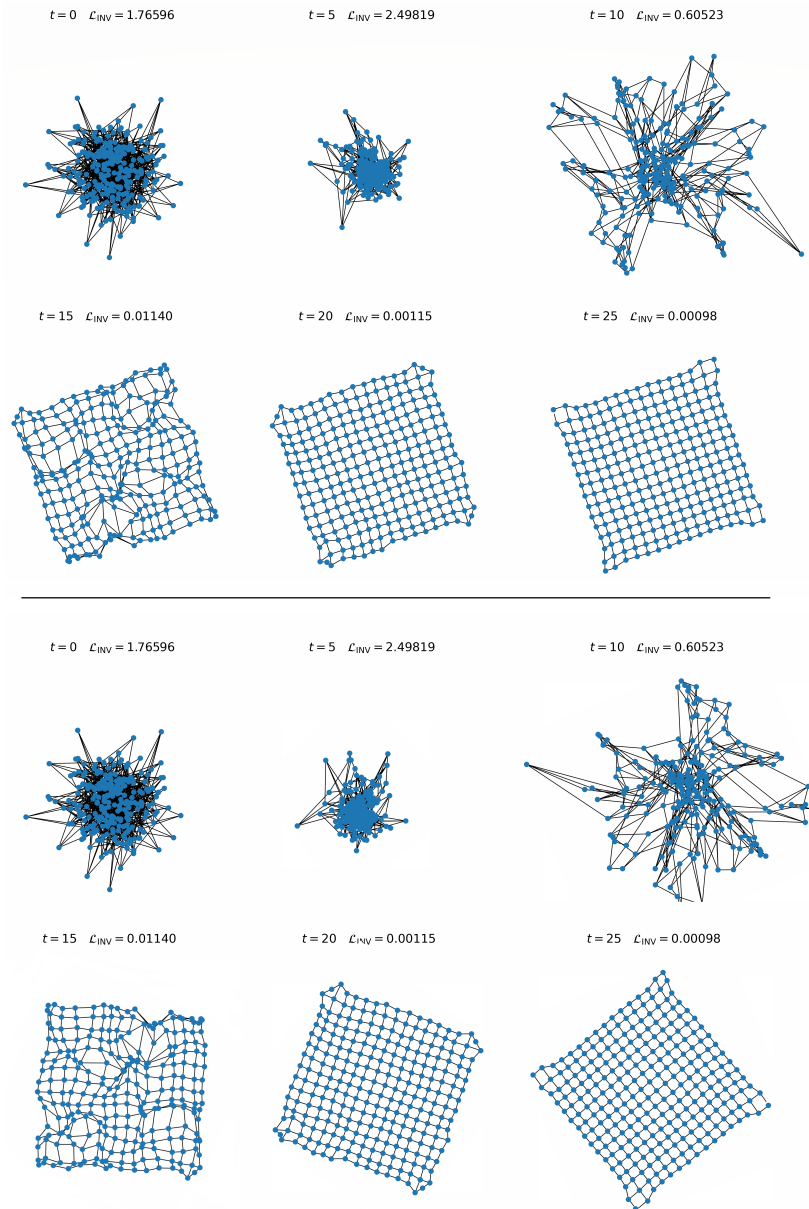 t = 0 ℒ_INV = 1.76596
t = 5 ℒ_INV = 2.49819
t = 10 ℒ_INV = 0.60523
t = 15 ℒ_INV = 0.01140
t = 20 ℒ_INV = 0.00115
t = 25 ℒ_INV = 0.00098
t = 0 ℒ_INV = 1.76596
t = 5 ℒ_INV = 2.49819
t = 10 ℒ_INV = 0.60523
t = 15 ℒ_INV = 0.01140
t = 20 ℒ_INV = 0.00115
t = 25 ℒ_INV = 0.00098